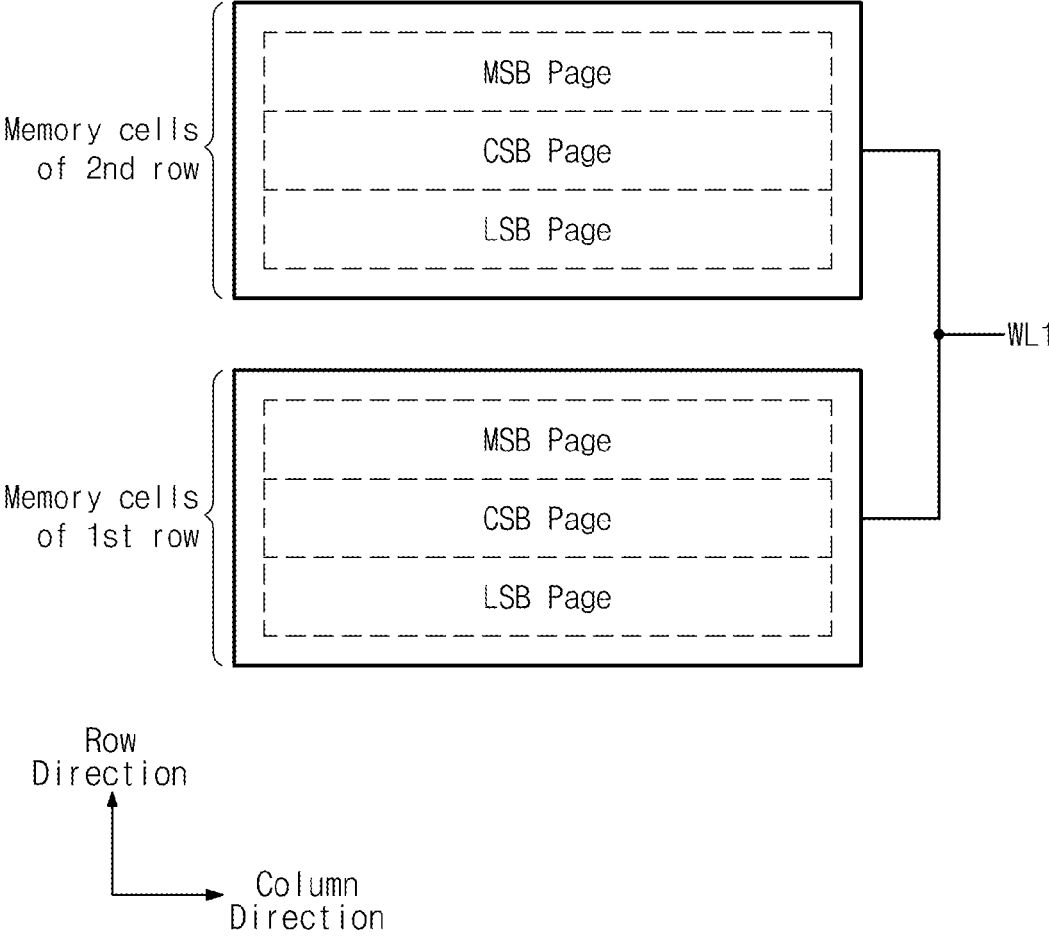 MSB Page
Memory cells
of 2nd row
CSB Page
LSB Page
WL1
MSB Page
Memory cells
of 1st row
CSB Page
LSB Page
Row
Direction
Column
Direction